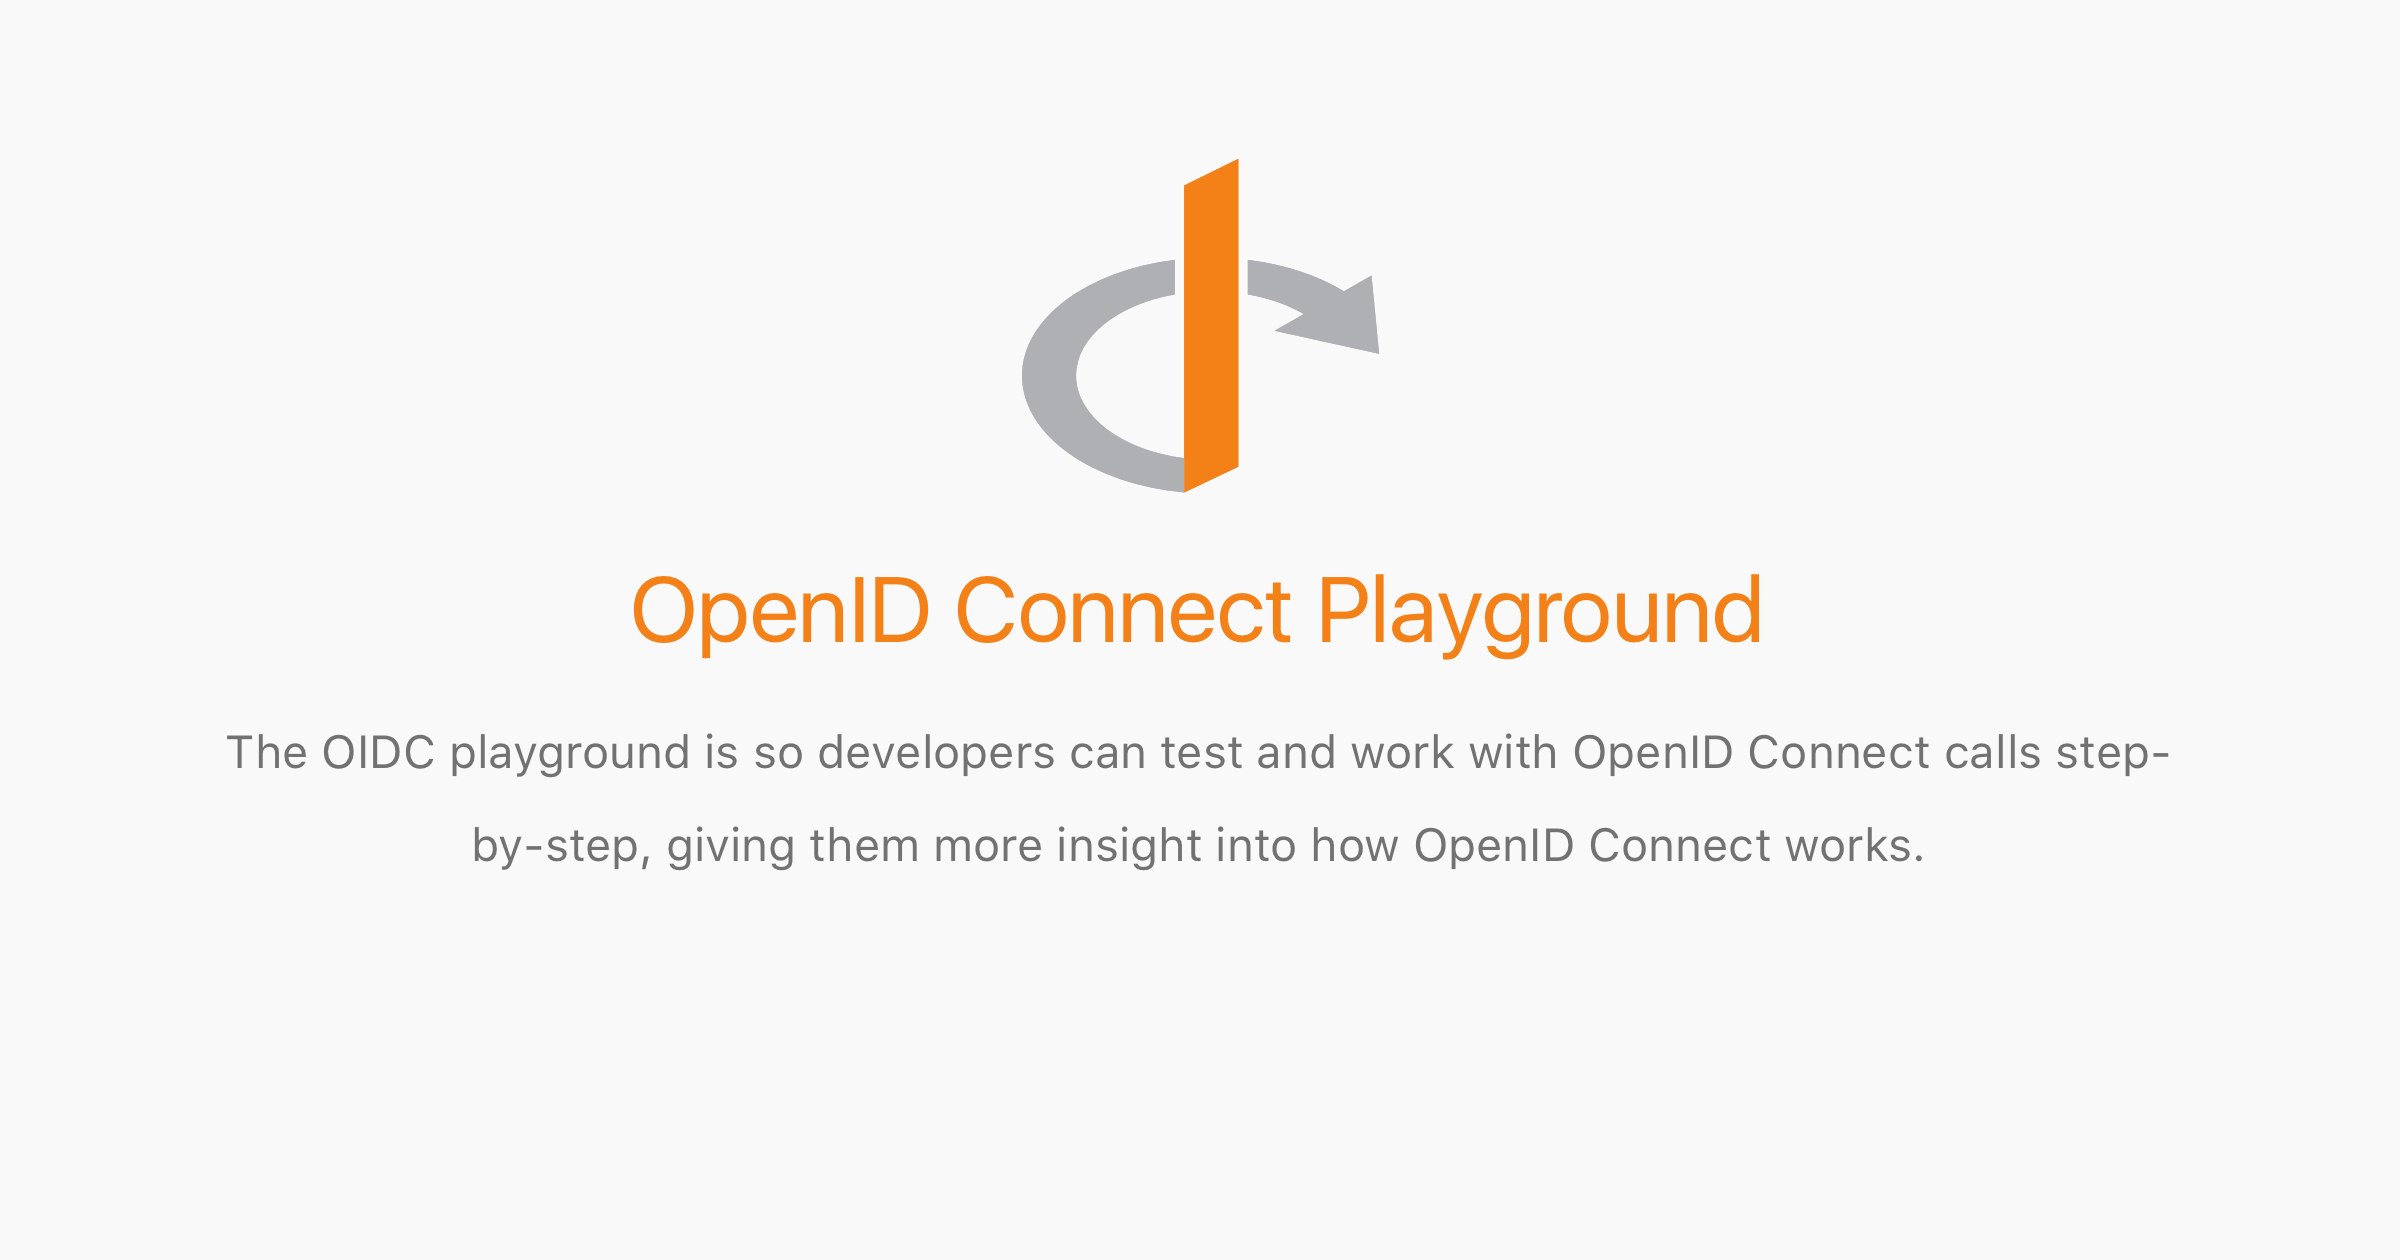 OpenID Connect Playground
The OIDC playground is so developers can test and work with OpenID Connect calls step-
by-step, giving them more insight into how OpenID Connect works.